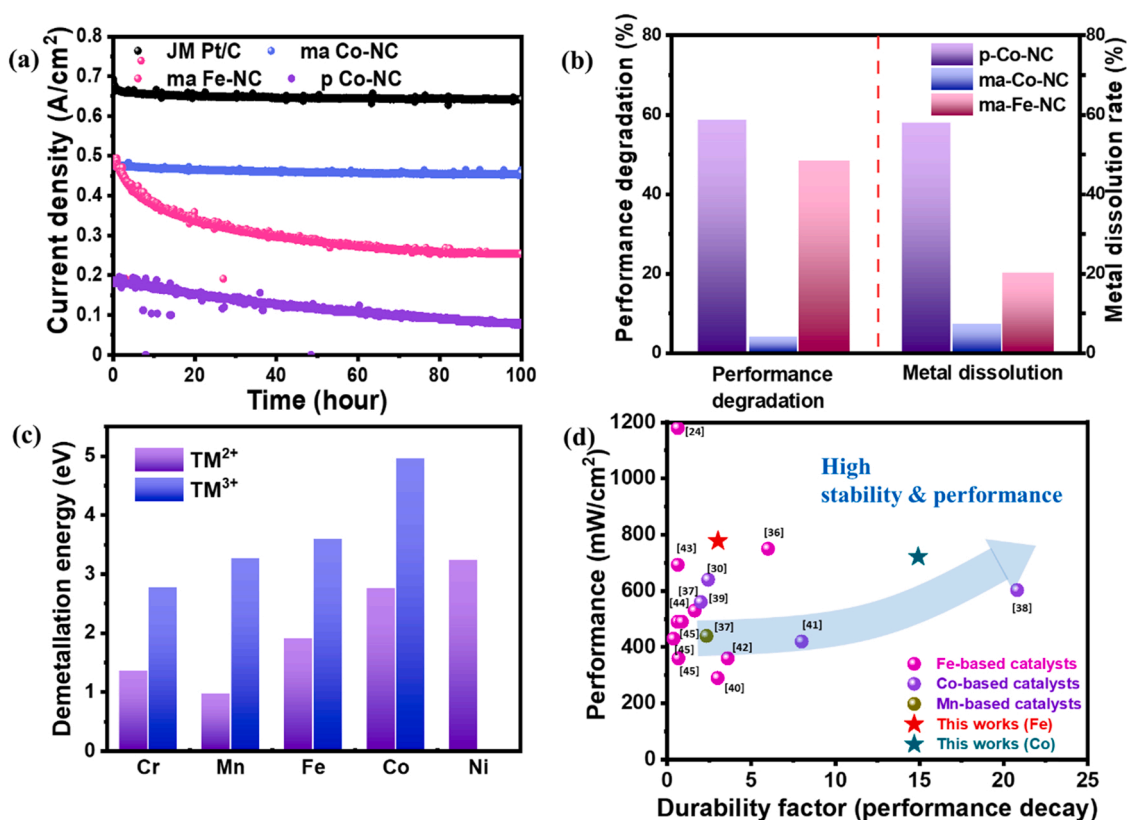 (a)
Current density (A/cm²)
0.8
0.7
0.6
0.5
0.4
0.3
0.2
0.1
0
JM Pt/C
ma Co-NC
ma Fe-NC
p Co-NC
0 20 40 60 80 100
Time (hour)
(b)
Performance degradation (%)
80
60
40
20
0
p-Co-NC
ma-Co-NC
ma-Fe-NC
80
60
40
20
0
Metal dissolution rate (%)
Performance
degradation
Metal dissolution
(c)
Demetallation energy (eV)
5
4
3
2
1
0
TM²⁺
TM³⁺
Cr Mn Fe Co Ni
(d)
Performance (mW/cm²)
1200
1000
800
600
400
200
0
[24]
High
stability & performance
[43]
[36]
[30]
[37]
[39]
[44]
[38]
[45]
[37]
[41]
[45]
[42]
[45]
[40]
Fe-based catalysts
Co-based catalysts
Mn-based catalysts
This works (Fe)
This works (Co)
0 5 10 15 20 25
Durability factor (performance decay)